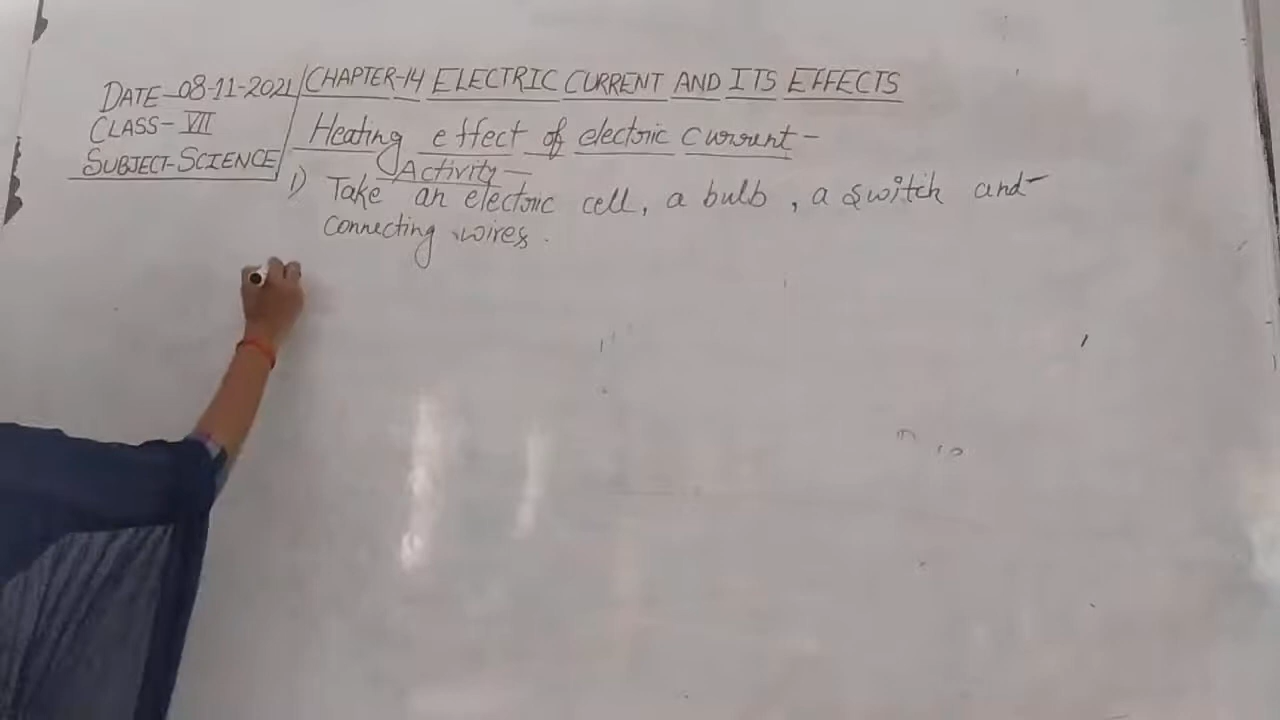 DATE-08-11-2021
CLASS-VII
SUBJECT-SCIENCE
CHAPTER-14 ELECTRIC CURRENT AND ITS EFFECTS
Heating effect of electric current-
Activity-
1) Take an electric cell, a bulb, a switch and
connecting wires.